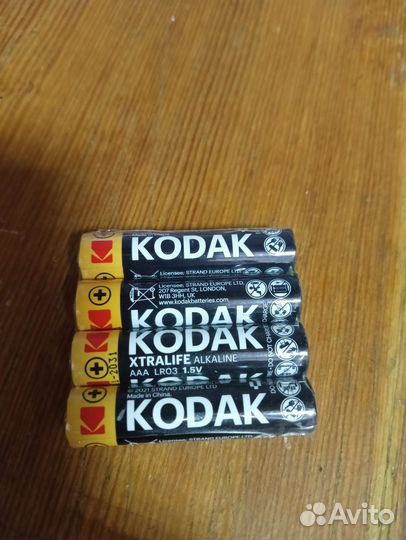 KODAK
Licensee: STRAND EUROPE LTD
Licensee: STRAND EUROPE LTD.
207 Regent St, LONDON,
W1B 3HH, UK
www.kodakbatteries.com
KODAK
KODAK
XTRALIFE ALKALINE
AAA LR03 1.5V
KODAK
-2031
© 2021 STRAND EUROPE LTD
Made in China.
KODAK
Avito